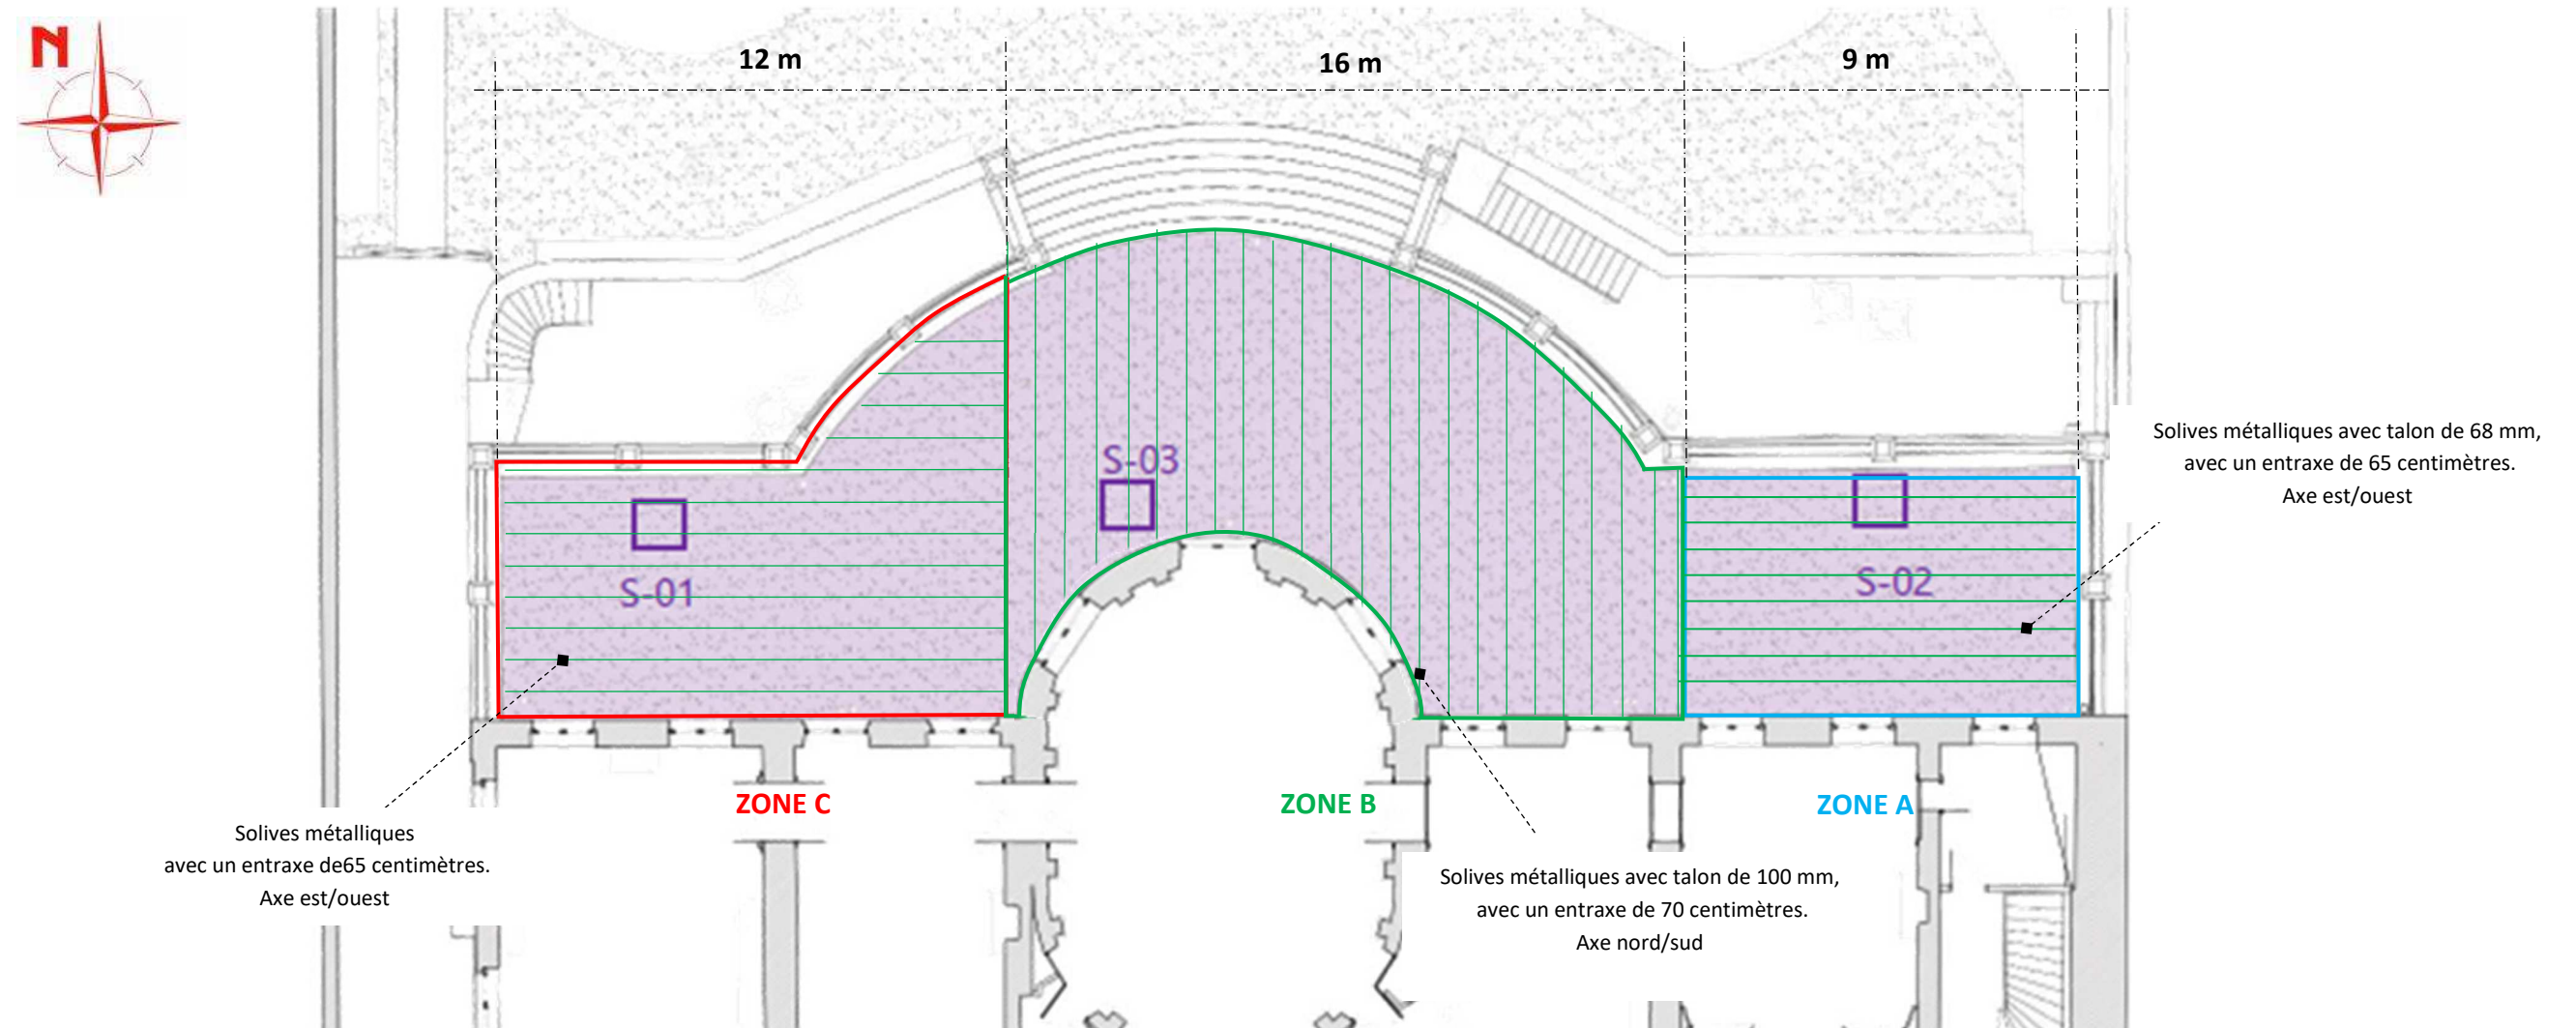 N
12 m
16 m
9 m
Solives métalliques avec talon de 68 mm,
avec un entraxe de 65 centimètres.
Axe est/ouest
S-03
S-01
S-02
ZONE C
ZONE B
ZONE A
Solives métalliques
avec un entraxe de65 centimètres.
Axe est/ouest
Solives métalliques avec talon de 100 mm,
avec un entraxe de 70 centimètres.
Axe nord/sud